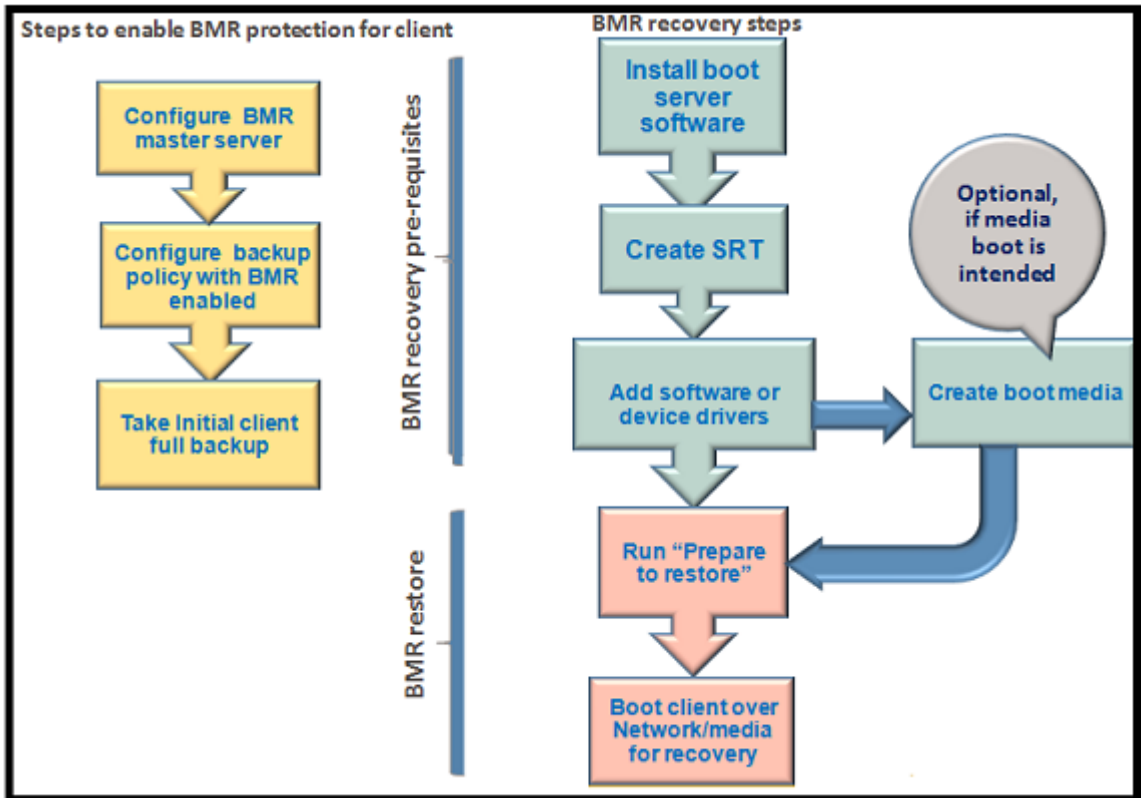 Steps to enable BMR protection for client
Configure BMR
master server
Configure backup
policy with BMR
enabled
Take Initial client
full backup
BMR recovery pre-requisites
BMR restore
BMR recovery steps
Install boot
server
software
Create SRT
Add software or
device drivers
Optional,
if media
boot is
intended
Create boot media
Run “Prepare
to restore”
Boot client over
Network/media
for recovery